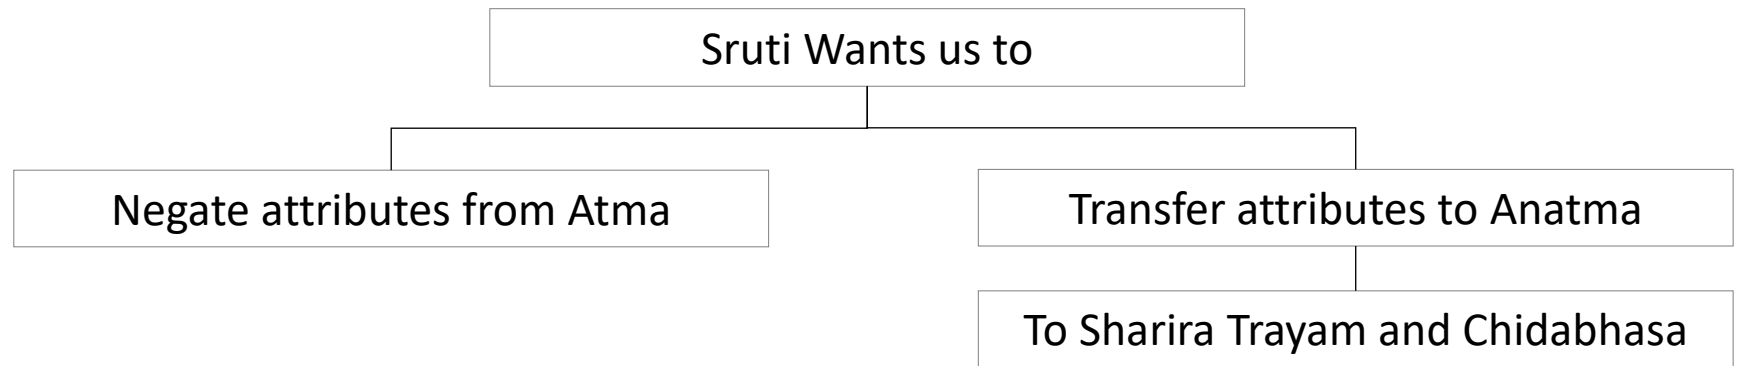 Sruti Wants us to
Negate attributes from Atma
Transfer attributes to Anatma
To Sharira Trayam and Chidabhasa